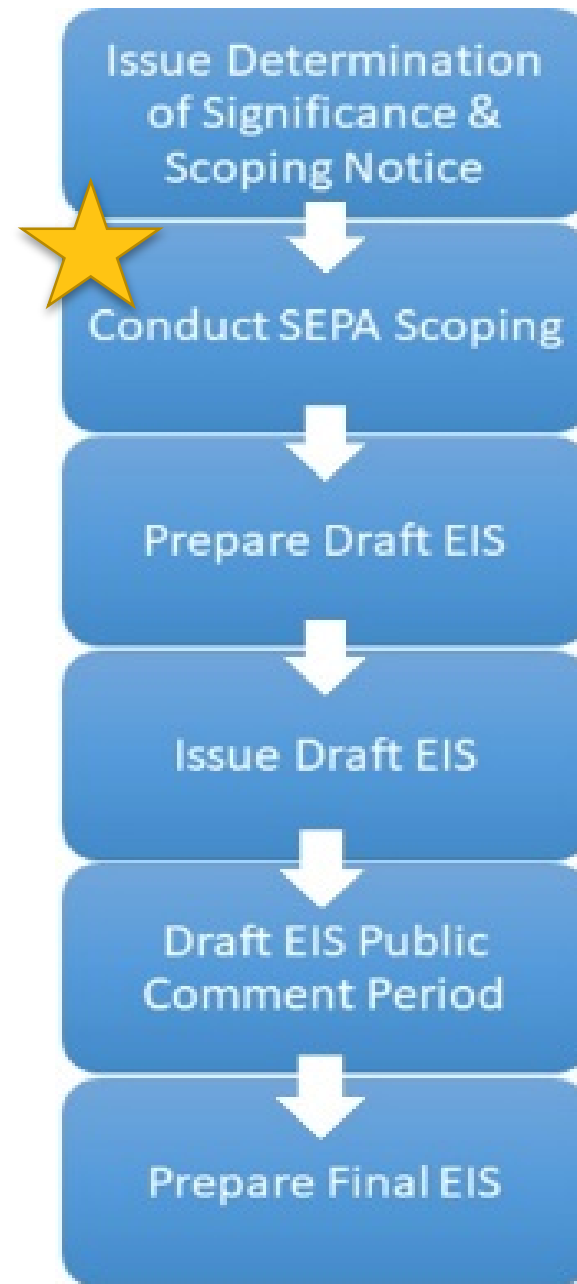 Issue Determination
of Significance &
Scoping Notice
Conduct SEPA Scoping
Prepare Draft EIS
Issue Draft EIS
Draft EIS Public
Comment Period
Prepare Final EIS